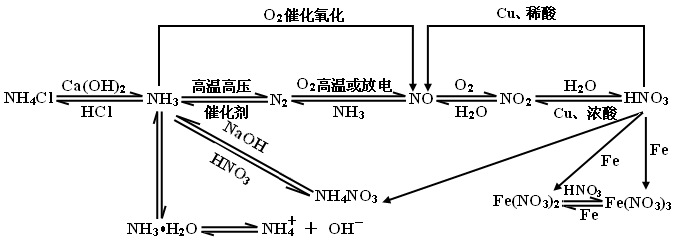 O2催化氧化
Cu、稀酸
NH4Cl Ca(OH)2 HCl NH3 高温高压 催化剂 N2 O2高温或放电 NH3 NO O2 H2O NO2 H2O Cu、浓酸 HNO3
NaOH
HNO3
Fe
Fe
NH4NO3
Fe(NO3)2 HNO3 Fe Fe(NO3)3
NH3•H2O NH4+ + OH−